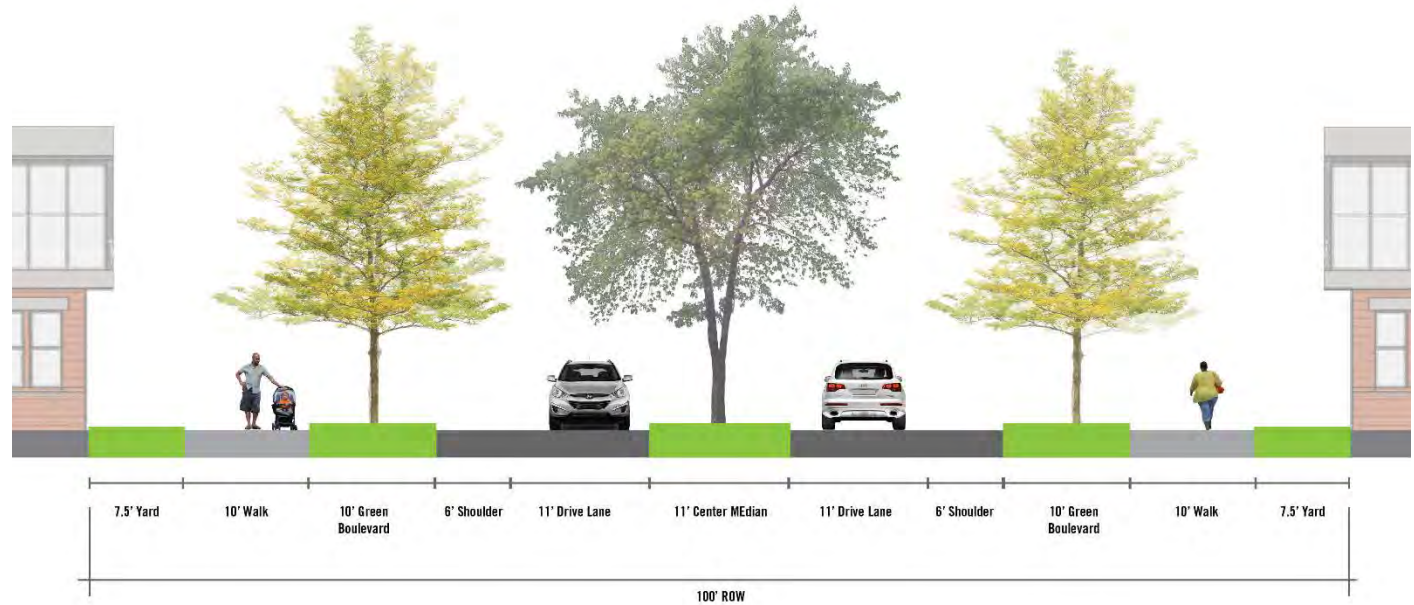 7.5' Yard
10' Walk
10' Green
Boulevard
6' Shoulder
11' Drive Lane
11' Center MEdian
11' Drive Lane
6' Shoulder
10' Green
Boulevard
10' Walk
7.5' Yard
100' ROW